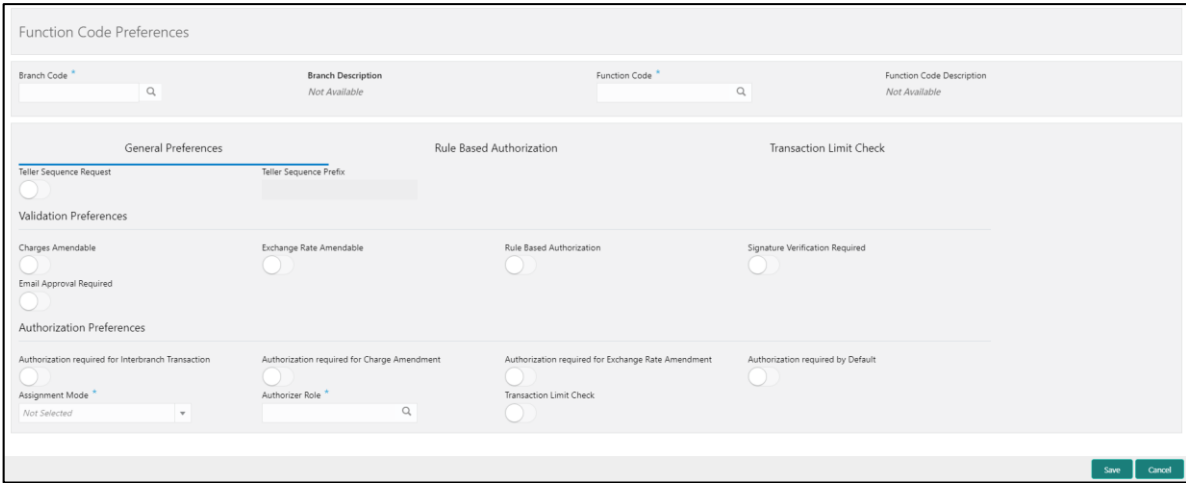 Function Code Preferences
Branch Code * Branch Description Function Code * Function Code Description
Not Available Not Available
General Preferences Rule Based Authorization Transaction Limit Check
Teller Sequence Request Teller Sequence Prefix
Validation Preferences
Charges Amendable Exchange Rate Amendable Rule Based Authorization Signature Verification Required
Email Approval Required
Authorization Preferences
Authorization required for Interbranch Transaction Authorization required for Charge Amendment Authorization required for Exchange Rate Amendment Authorization required by Default
Assignment Mode * Authorizer Role * Transaction Limit Check
Not Selected
Save Cancel